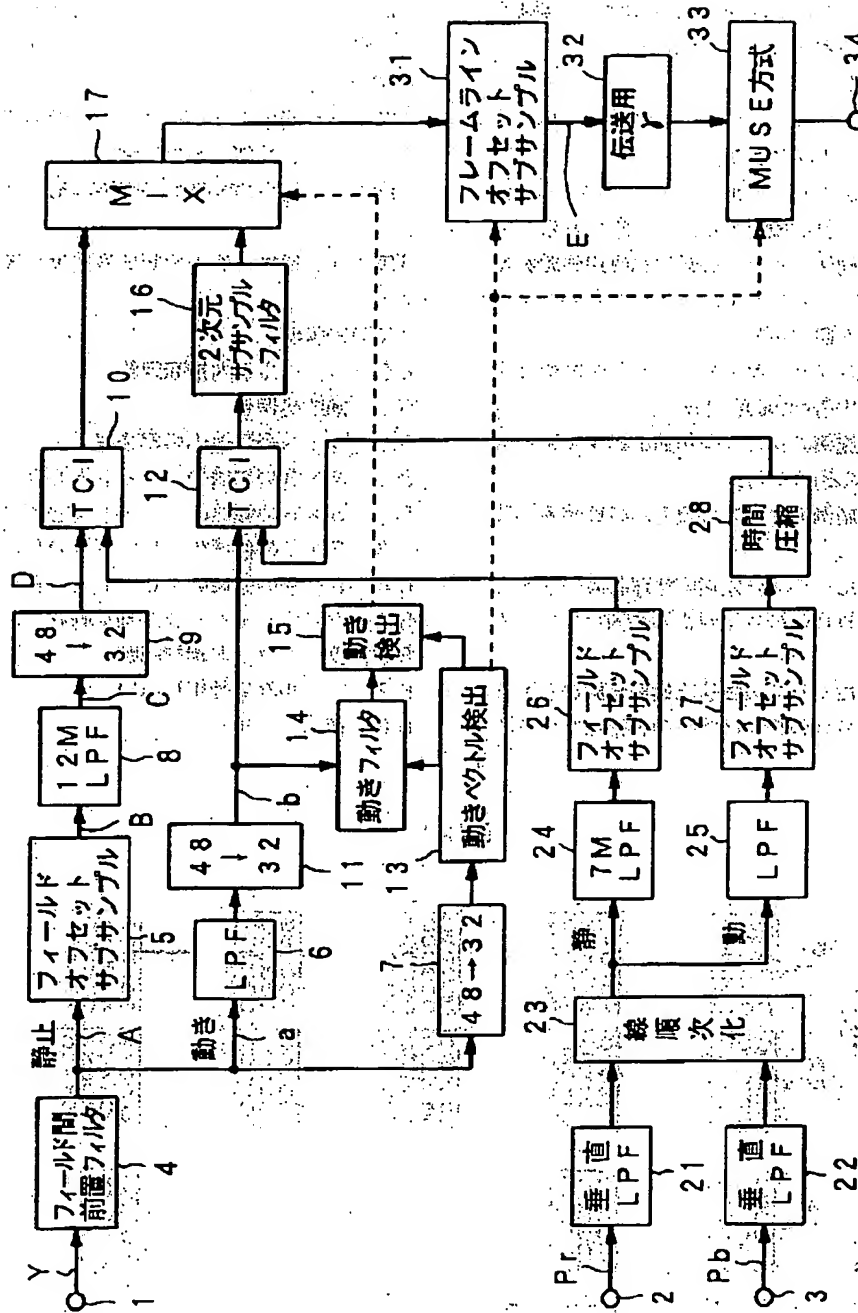 Y
1
フィールド間
前置フィルタ
4
静止
A
フィールド
オフセット
サブサンプル
5
B
12M
LPF
8
C
48
↓
32
9
D
TCI
10
MIX
17
動き
a
LPF
6
48
↓
32
11
b
TCI
12
2次元
サブサンプル
フィルタ
16
48→32
7
動きベクトル検出
13
動きフィルタ
14
動き
検出
15
フレームライン
オフセット
サブサンプル
31
E
伝送用
γ
32
MUSE方式
33
34
Pr
2
垂直
LPF
21
Pb
3
垂直
LPF
22
線順次化
23
静
7M
LPF
24
フィールド
オフセット
サブサンプル
26
動
LPF
25
フィールド
オフセット
サブサンプル
27
時間
圧縮
28